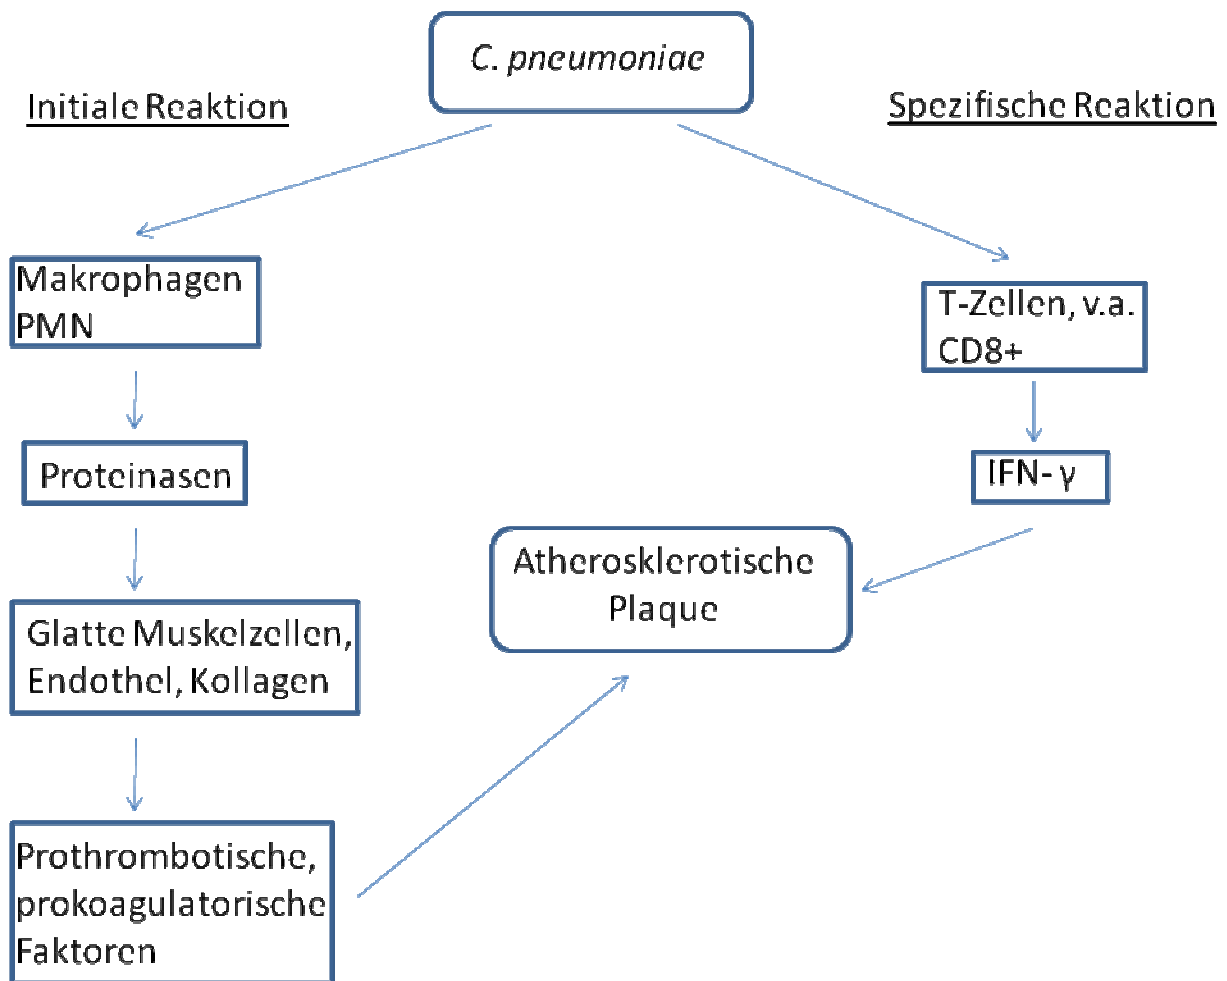 C. pneumoniae
Initiale Reaktion
Spezifische Reaktion
Makrophagen
PMN
T-Zellen, v.a.
CD8+
Proteinasen
IFN- γ
Atherosklerotische
Plaque
Glatte Muskelzellen,
Endothel, Kollagen
Prothrombotische,
prokoagulatorische
Faktoren